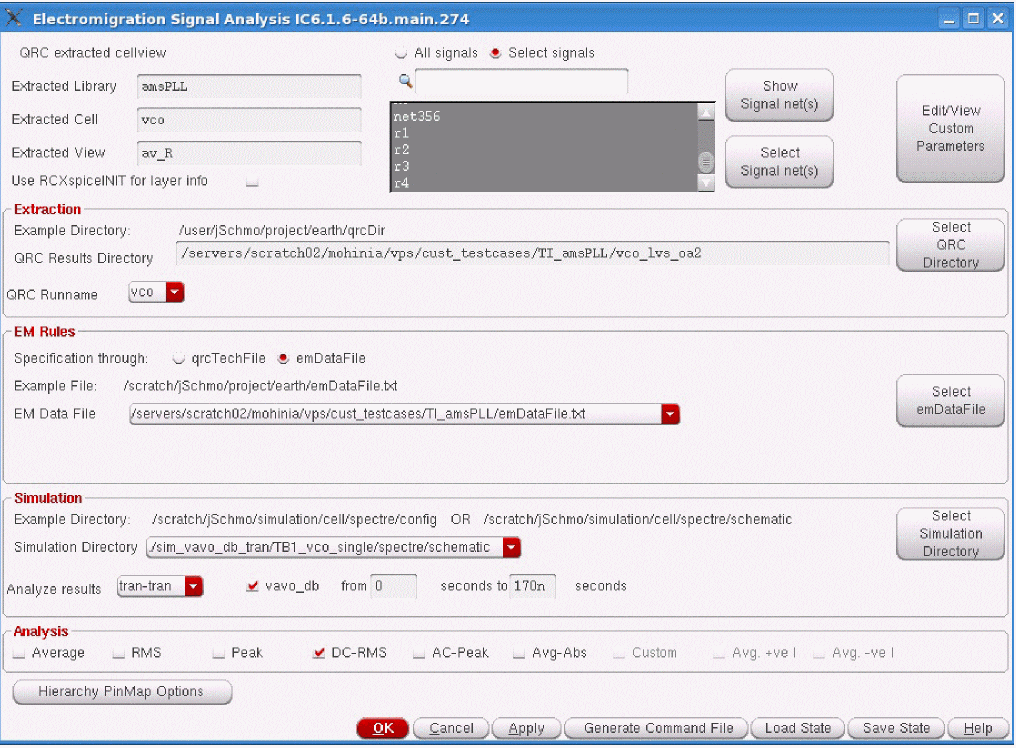 Electromigration Signal Analysis IC6.1.6-64b.main.274
QRC extracted cellview
All signals Select signals
Extracted Library amsPLL
Extracted Cell vco
Extracted View av_R
Use RCXspiceINIT for layer info
net356
r1
r2
r3
r4
Show
Signal net(s)
Select
Signal net(s)
Edit/View
Custom
Parameters
Extraction
Example Directory: /user/jSchmo/project/earth/qrcDir
QRC Results Directory /servers/scratch02/mohinia/vps/cust_testcases/TI_amsPLL/vco_lvs_oa2
QRC Runname vco
Select
QRC
Directory
EM Rules
Specification through: qrcTechFile emDataFile
Example File: /scratch/jSchmo/project/earth/emDataFile.txt
EM Data File /servers/scratch02/mohinia/vps/cust_testcases/TI_amsPLL/emDataFile.txt
Select
emDataFile
Simulation
Example Directory: /scratch/jSchmo/simulation/cell/spectre/config OR /scratch/jSchmo/simulation/cell/spectre/schematic
Simulation Directory ./sim_vavo_db_tran/TB1_vco_single/spectre/schematic
Analyze results tran-tran vavo_db from 0 seconds to 170n seconds
Select
Simulation
Directory
Analysis
Average RMS Peak DC-RMS AC-Peak Avg-Abs Custom Avg. +ve I Avg. -ve I
Hierarchy PinMap Options
OK Cancel Apply Generate Command File Load State Save State Help